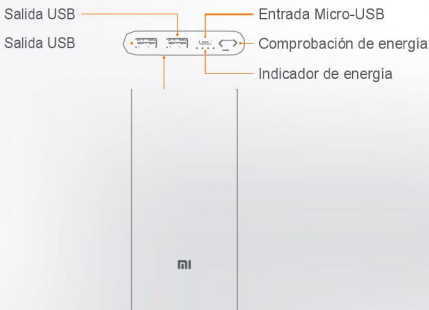 Salida USB
Entrada Micro-USB
Salida USB
Comprobación de energía
Indicador de energía
mi